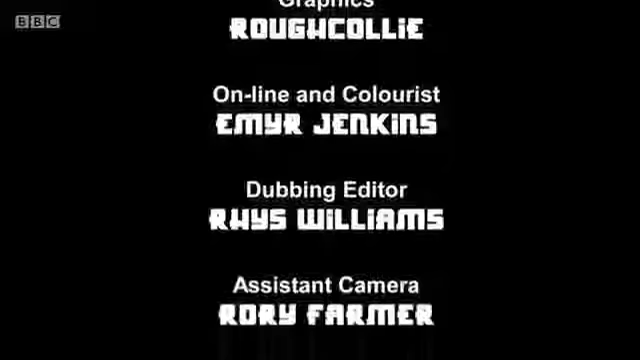 BBC
Graphics
ROUGHCOLLIE
On-line and Colourist
EMYR JENKINS
Dubbing Editor
RHYS WILLIAMS
Assistant Camera
RORY FARMER